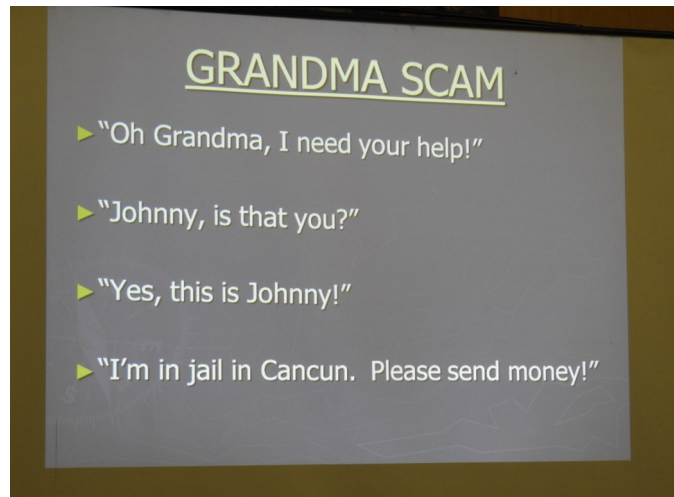 GRANDMA SCAM
►“Oh Grandma, I need your help!”
►“Johnny, is that you?”
►“Yes, this is Johnny!”
►“I’m in jail in Cancun.  Please send money!”